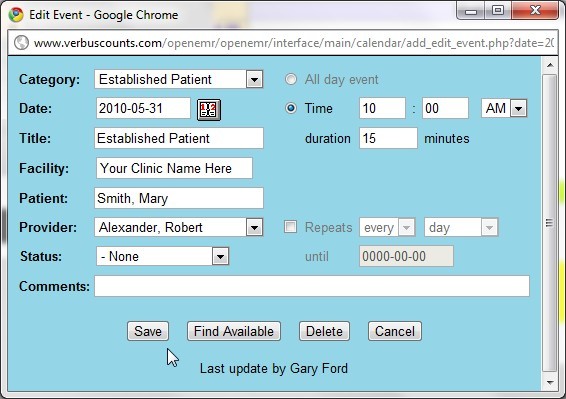 Edit Event - Google Chrome
www.verbuscounts.com/openemr/openemr/interface/main/calendar/add_edit_event.php?date=20
Category: Established Patient All day event
Date: 2010-05-31 Time 10 : 00 AM
Title: Established Patient duration 15 minutes
Facility: Your Clinic Name Here
Patient: Smith, Mary
Provider: Alexander, Robert Repeats every day
Status: - None until 0000-00-00
Comments:
Save Find Available Delete Cancel
Last update by Gary Ford